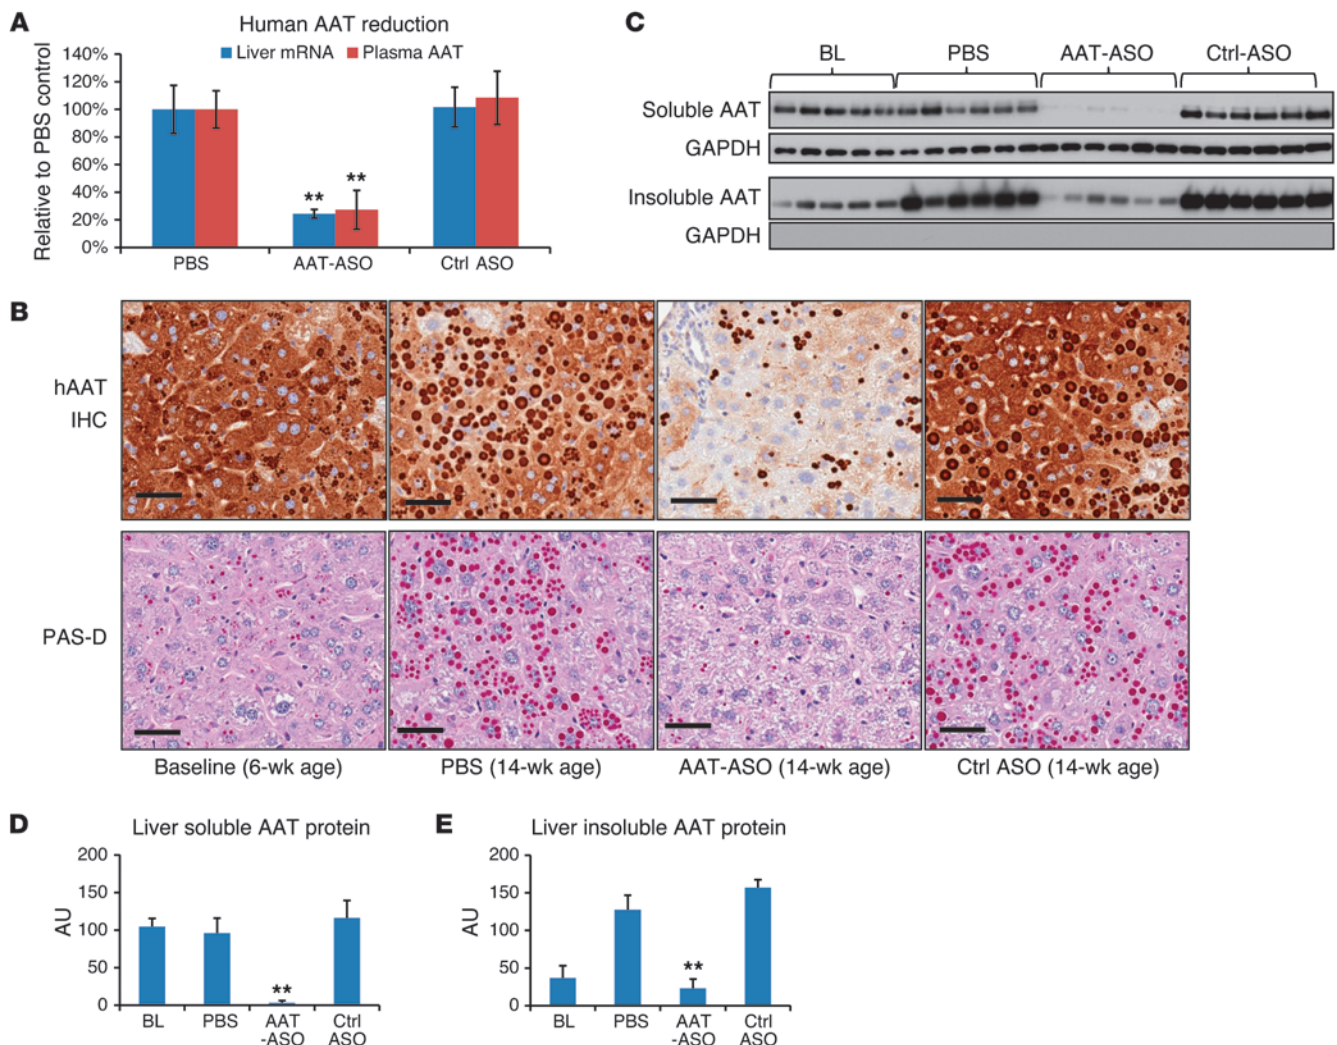 A
Human AAT reduction
Liver mRNA Plasma AAT
Relative to PBS control
140%
120%
100%
80%
60%
40%
20%
0%
** **
PBS AAT-ASO Ctrl ASO
C
BL PBS AAT-ASO Ctrl-ASO
Soluble AAT
GAPDH
Insoluble AAT
GAPDH
B
hAAT
IHC
PAS-D
Baseline (6-wk age) PBS (14-wk age) AAT-ASO (14-wk age) Ctrl ASO (14-wk age)
D
Liver soluble AAT protein
AU
200
150
100
50
0
**
BL PBS AAT Ctrl
-ASO ASO
E
Liver insoluble AAT protein
AU
200
150
100
50
0
**
BL PBS AAT Ctrl
-ASO ASO